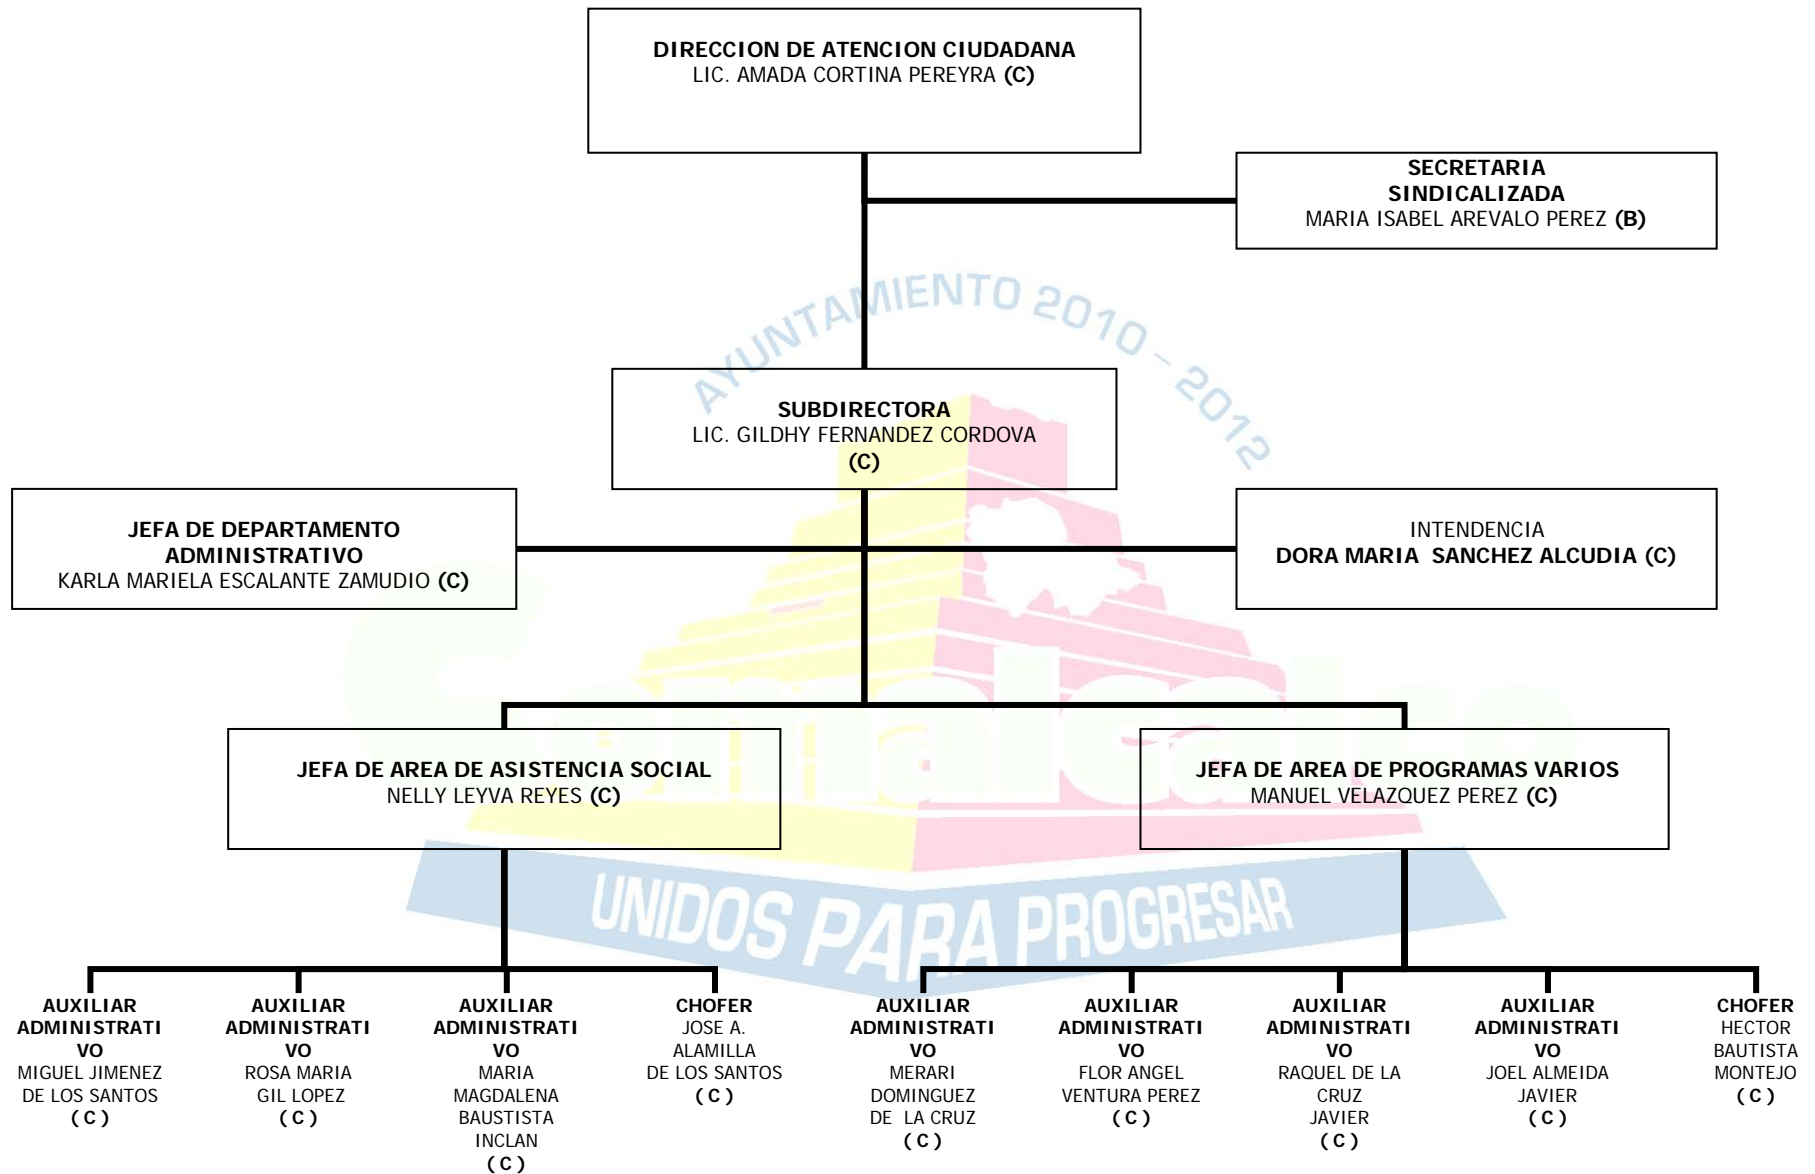 DIRECCION DE ATENCION CIUDADANA
LIC. AMADA CORTINA PEREYRA (C)
SECRETARIA
SINDICALIZADA
MARIA ISABEL AREVALO PEREZ (B)
AYUNTAMIENTO 2010 - 2012
SUBDIRECTORA
LIC. GILDHY FERNANDEZ CORDOVA
(C)
JEFA DE DEPARTAMENTO
ADMINISTRATIVO
KARLA MARIELA ESCALANTE ZAMUDIO (C)
INTENDENCIA
DORA MARIA SANCHEZ ALCUDIA (C)
Comalcalco
JEFA DE AREA DE ASISTENCIA SOCIAL
NELLY LEYVA REYES (C)
JEFA DE AREA DE PROGRAMAS VARIOS
MANUEL VELAZQUEZ PEREZ (C)
UNIDOS PARA PROGRESAR
AUXILIAR
ADMINISTRATI
VO
MIGUEL JIMENEZ
DE LOS SANTOS
( C )
AUXILIAR
ADMINISTRATI
VO
ROSA MARIA
GIL LOPEZ
( C )
AUXILIAR
ADMINISTRATI
VO
MARIA
MAGDALENA
BAUSTISTA
INCLAN
( C )
CHOFER
JOSE A.
ALAMILLA
DE LOS SANTOS
( C )
AUXILIAR
ADMINISTRATI
VO
MERARI
DOMINGUEZ
DE LA CRUZ
( C )
AUXILIAR
ADMINISTRATI
VO
FLOR ANGEL
VENTURA PEREZ
( C )
AUXILIAR
ADMINISTRATI
VO
RAQUEL DE LA
CRUZ
JAVIER
( C )
AUXILIAR
ADMINISTRATI
VO
JOEL ALMEIDA
JAVIER
( C )
CHOFER
HECTOR
BAUTISTA
MONTEJO
( C )